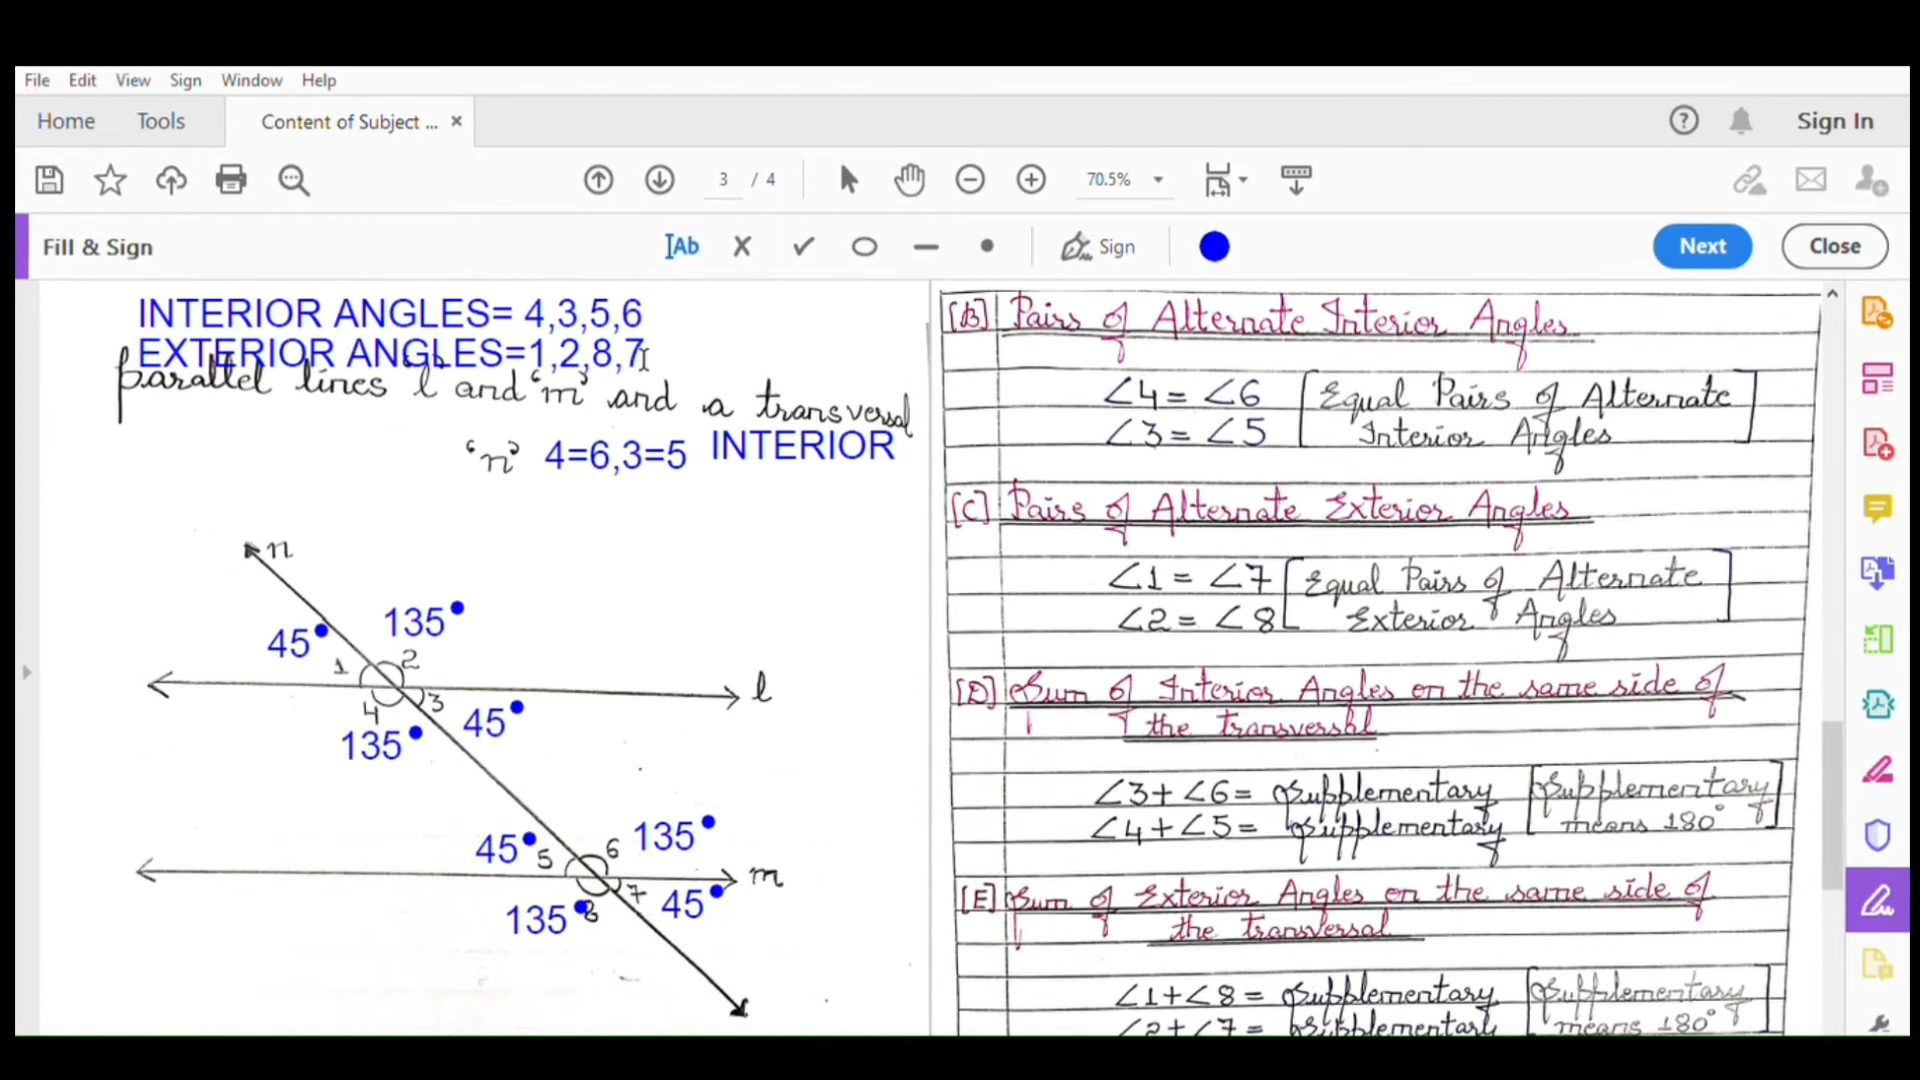 File Edit View Sign Window Help
Home Tools Content of Subject ... × Sign In
3 / 4 70.5%
Fill & Sign Ab Sign Next Close
INTERIOR ANGLES= 4,3,5,6
EXTERIOR ANGLES=1,2,8,7
parallel lines 'l' and 'm' and a transversal
'n' 4=6,3=5 INTERIOR
n
45 135
1 2
l
4 3
135 45
45 5 6 135
m
135 8 7 45
[B] Pairs of Alternate Interior Angles
∠4 = ∠6 [Equal Pairs of Alternate
∠3 = ∠5 Interior Angles]
[C] Pairs of Alternate Exterior Angles
∠1 = ∠7 [Equal Pairs of Alternate
∠2 = ∠8 Exterior Angles]
[D] Sum of Interior Angles on the same side of
the transversal
∠3+ ∠6= Supplementary [Supplementary
∠4+∠5= Supplementary means 180°]
[E] Sum of Exterior Angles on the same side of
the transversal
∠1+∠8= Supplementary [Supplementary
∠2+∠7= Supplementary means 180°